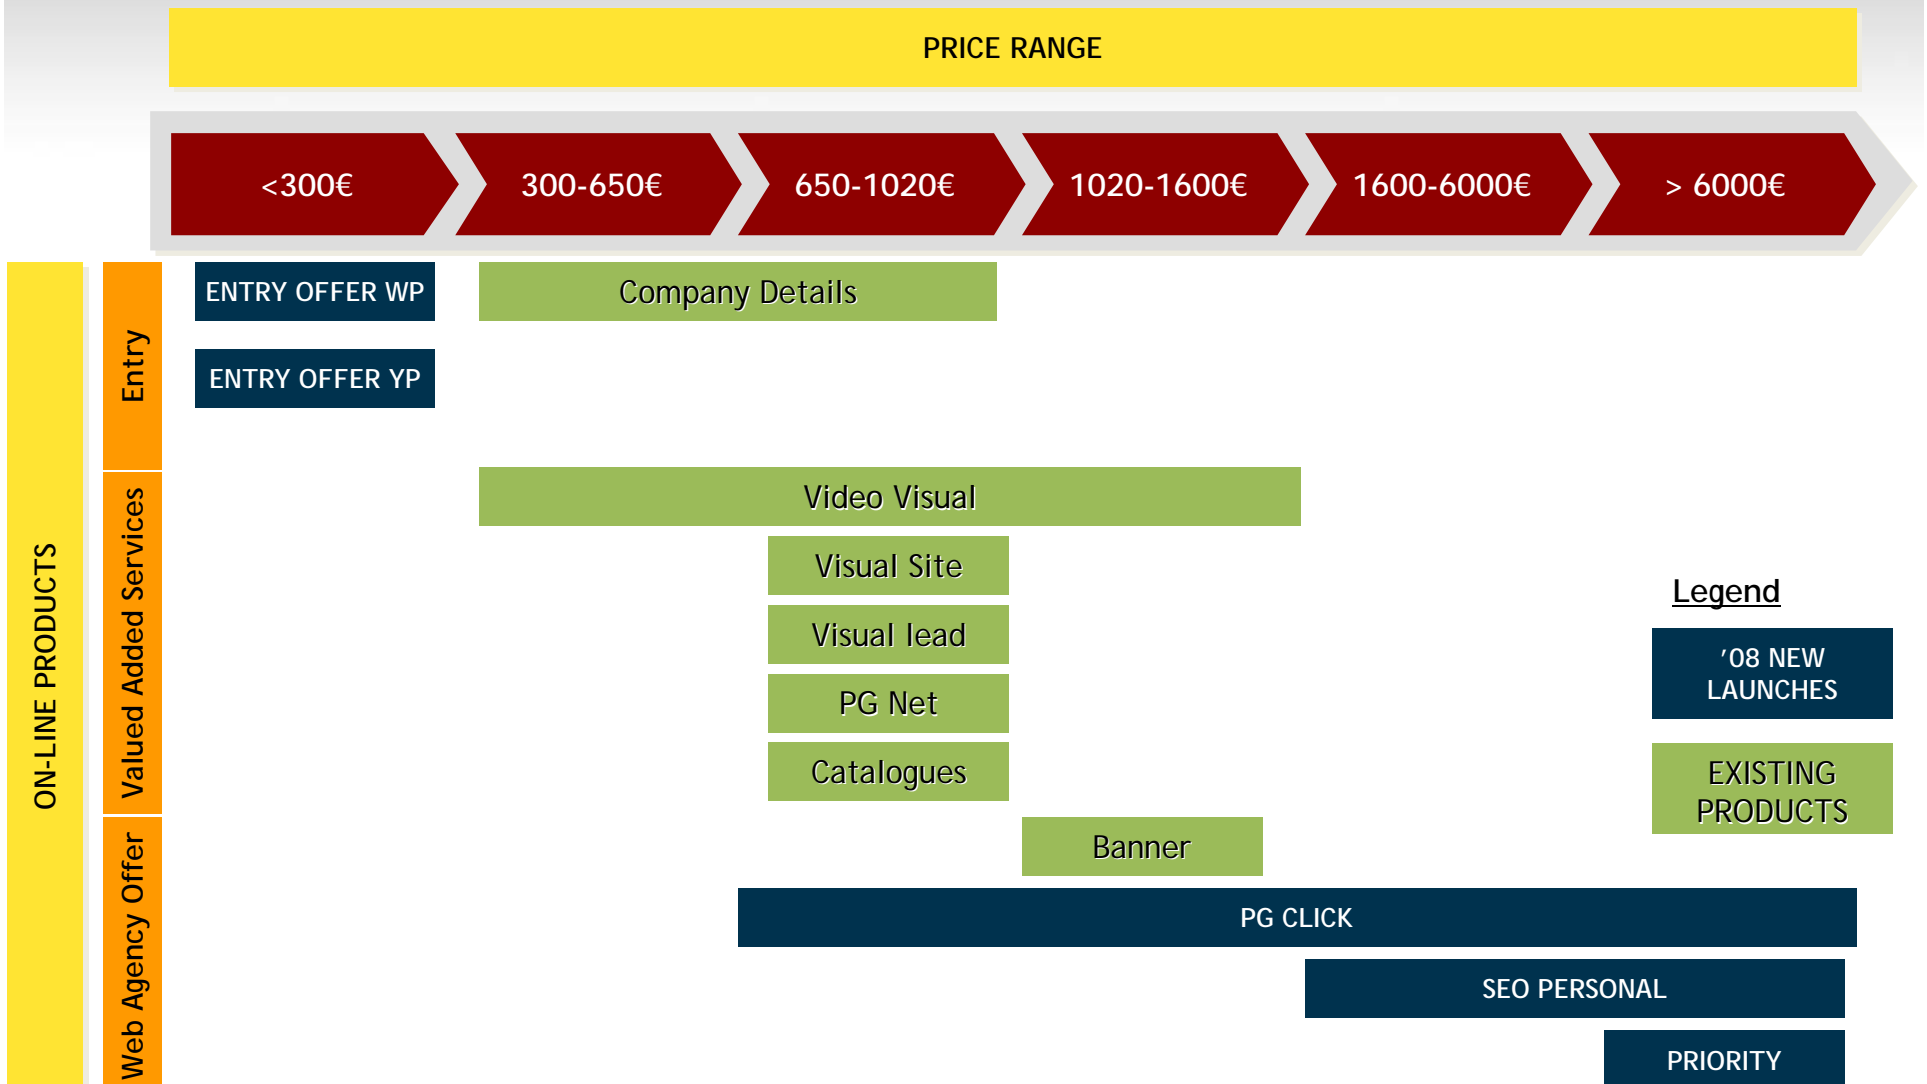 PRICE RANGE
<300€
300-650€
650-1020€
1020-1600€
1600-6000€
> 6000€
ON-LINE PRODUCTS
Entry
ENTRY OFFER WP
Company Details
ENTRY OFFER YP
Valued Added Services
Video Visual
Visual Site
Visual lead
PG Net
Catalogues
Web Agency Offer
Banner
PG CLICK
SEO PERSONAL
PRIORITY
Legend
’08 NEW
LAUNCHES
EXISTING
PRODUCTS